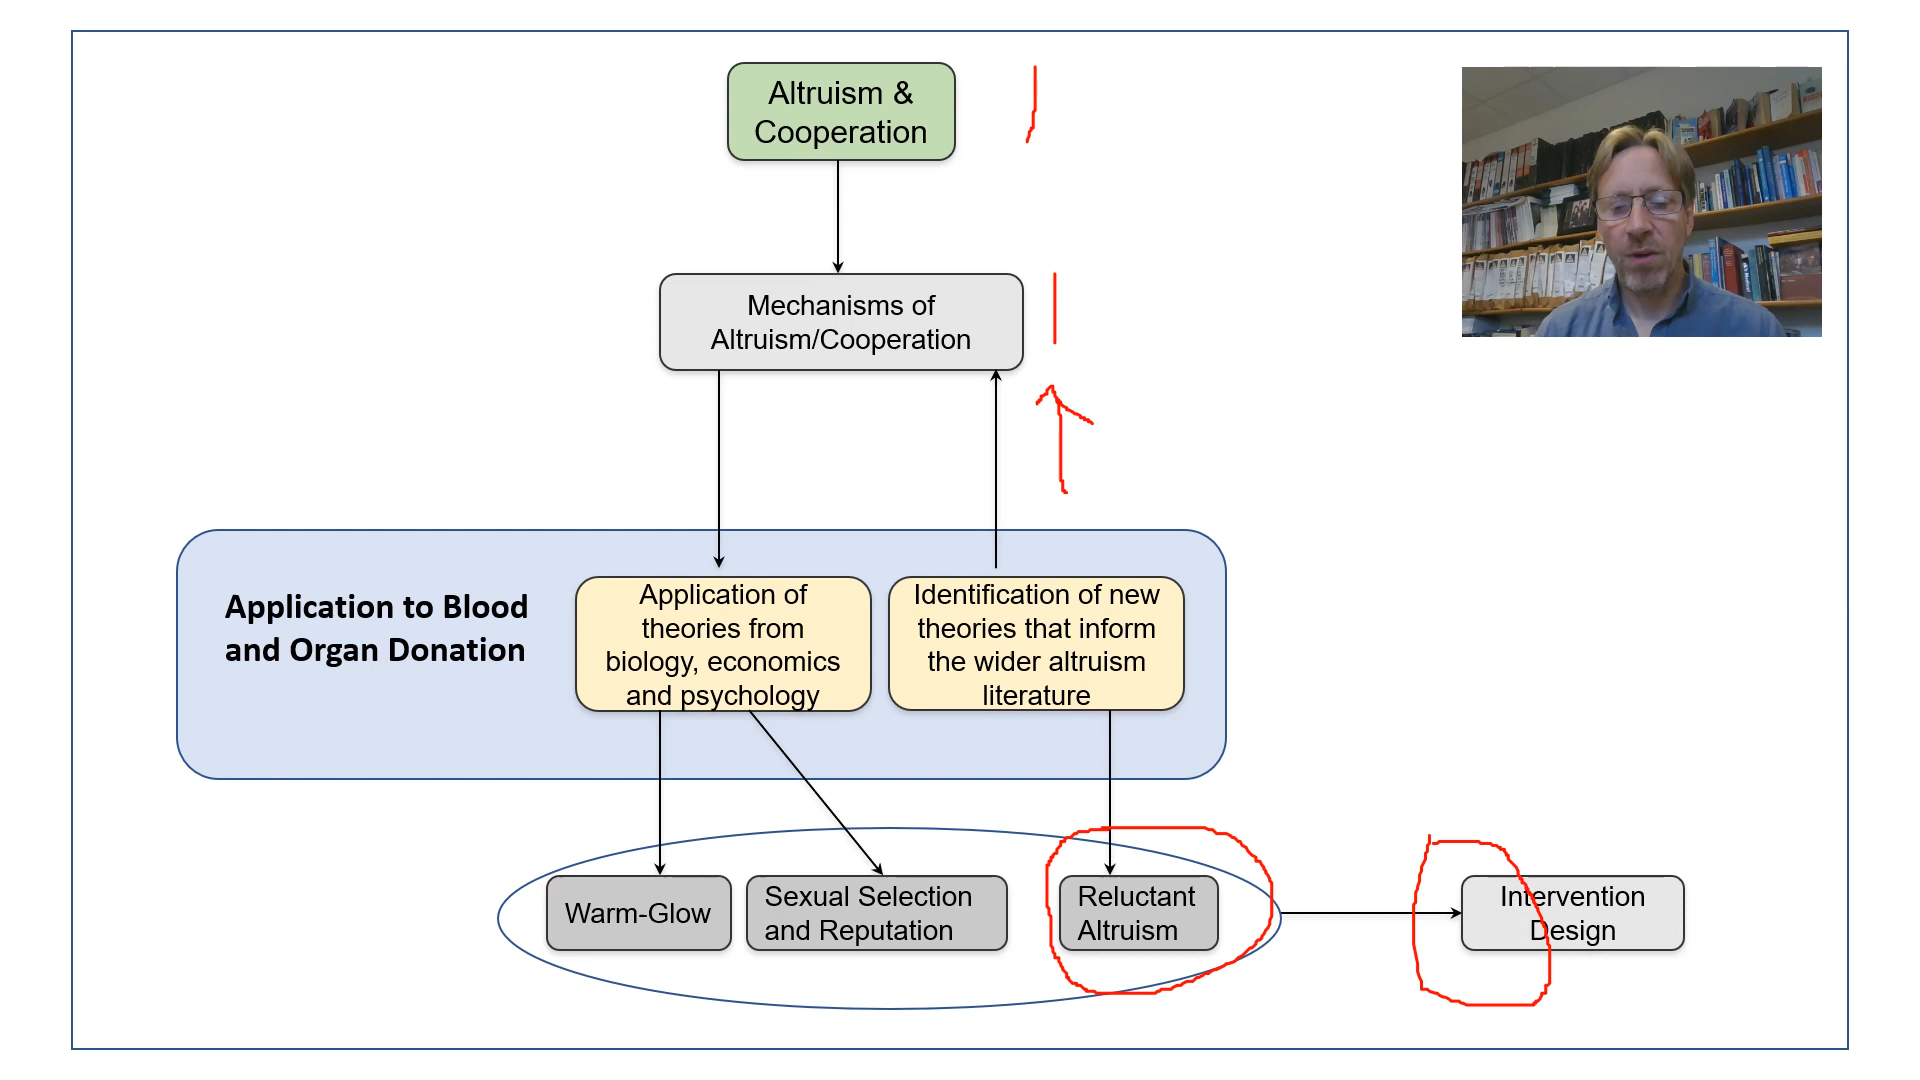 Altruism &
Cooperation
Mechanisms of
Altruism/Cooperation
Application to Blood
and Organ Donation
Application of
theories from
biology, economics
and psychology
Identification of new
theories that inform
the wider altruism
literature
Warm-Glow
Sexual Selection
and Reputation
Reluctant
Altruism
Intervention
Design